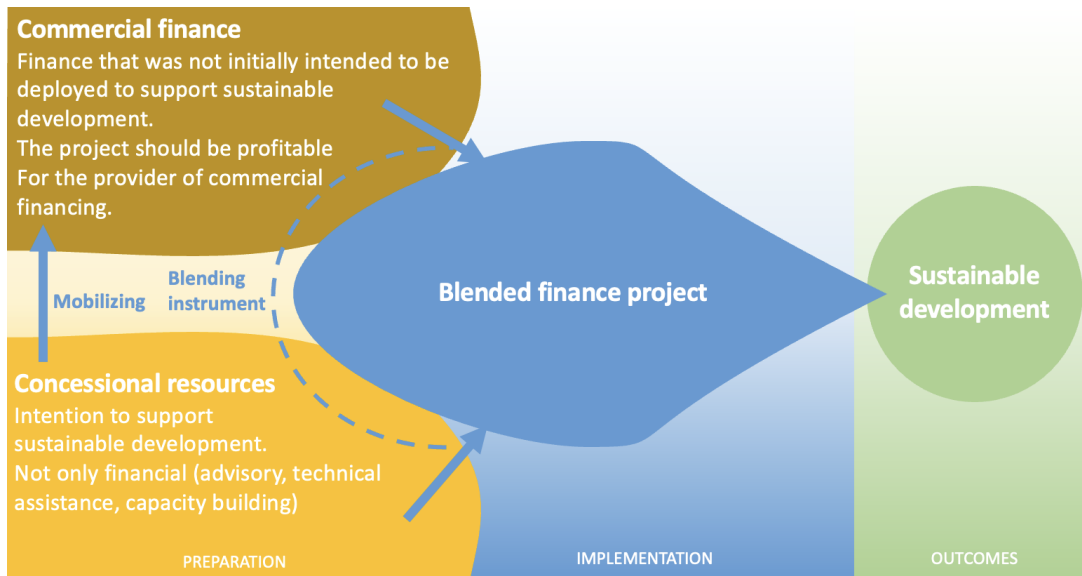 Commercial finance
Finance that was not initially intended to be
deployed to support sustainable
development.
The project should be profitable
For the provider of commercial
financing.
Mobilizing
Blending
instrument
Blended finance project
Sustainable
development
Concessional resources
Intention to support
sustainable development.
Not only financial (advisory, technical
assistance, capacity building)
PREPARATION
IMPLEMENTATION
OUTCOMES